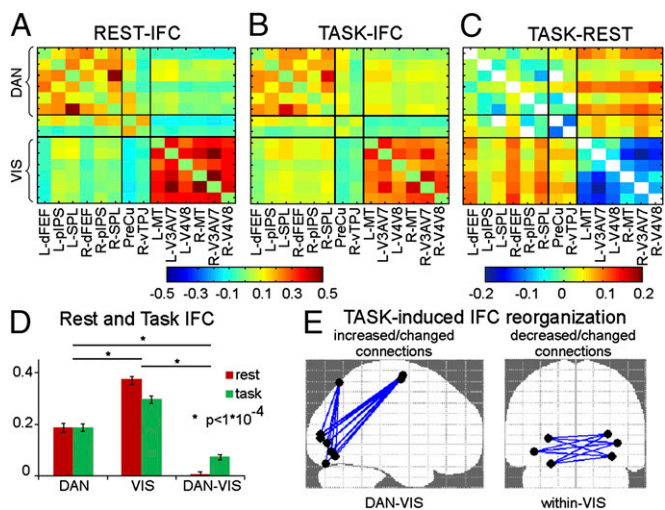 A REST-IFC
B TASK-IFC
C TASK-REST
DAN
VIS
L-dFEF
L-pIPS
L-SPL
R-dFEF
R-pIPS
R-SPL
PreCu
R-vTPJ
L-MT
L-V3AV7
L-V4V8
R-MT
R-V3AV7
R-V4V8
L-dFEF
L-pIPS
L-SPL
R-dFEF
R-pIPS
R-SPL
PreCu
R-vTPJ
L-MT
L-V3AV7
L-V4V8
R-MT
R-V3AV7
R-V4V8
L-dFEF
L-pIPS
L-SPL
R-dFEF
R-pIPS
R-SPL
PreCu
R-vTPJ
L-MT
L-V3AV7
L-V4V8
R-MT
R-V3AV7
R-V4V8
-0.5 -0.3 -0.1 0.1 0.3 0.5
-0.2 -0.1 0 0.1 0.2
D Rest and Task IFC
*
* *
rest
task
* p<1*10-4
0.4
0.2
0
DAN VIS DAN-VIS
E TASK-induced IFC reorganization
increased/changed
connections
decreased/changed
connections
DAN-VIS
within-VIS